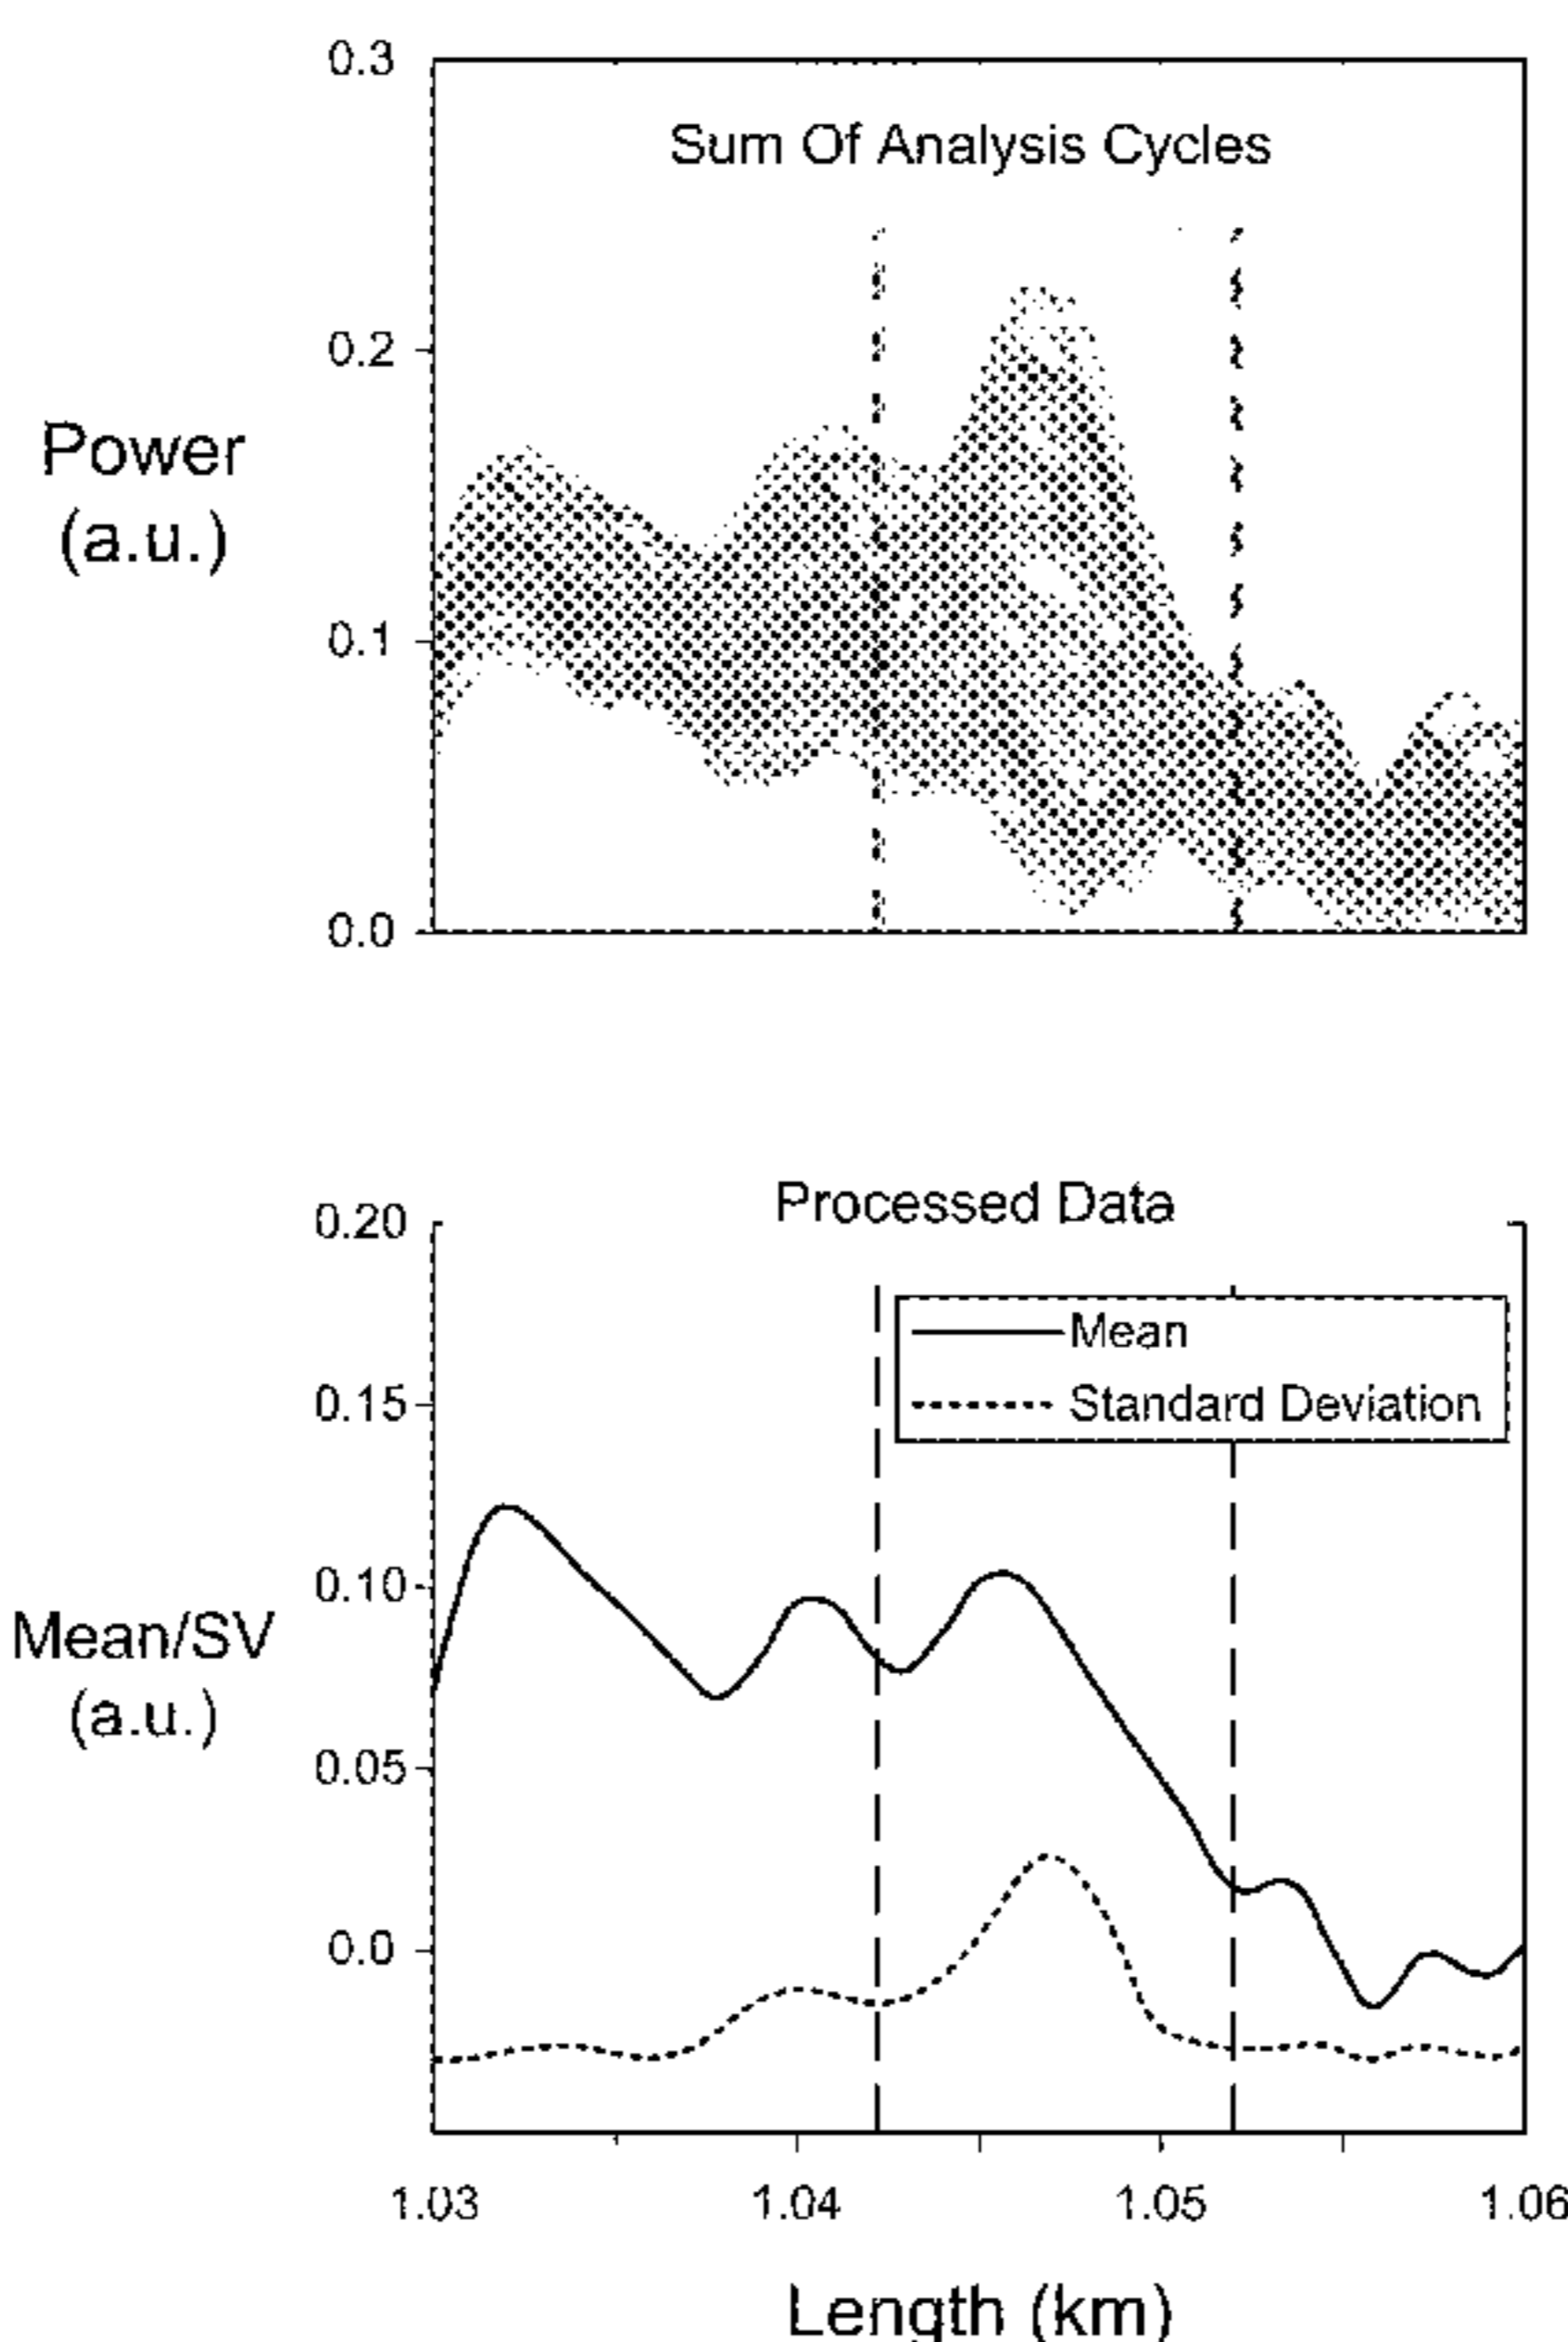 0.3
Sum Of Analysis Cycles
0.2
Power
(a.u.)
0.1
0.0
Processed Data
0.20
Mean
0.15
Standard Deviation
0.10
Mean/SV
(a.u.)
0.05
0.0
1.03 1.04 1.05 1.06
Length (km)